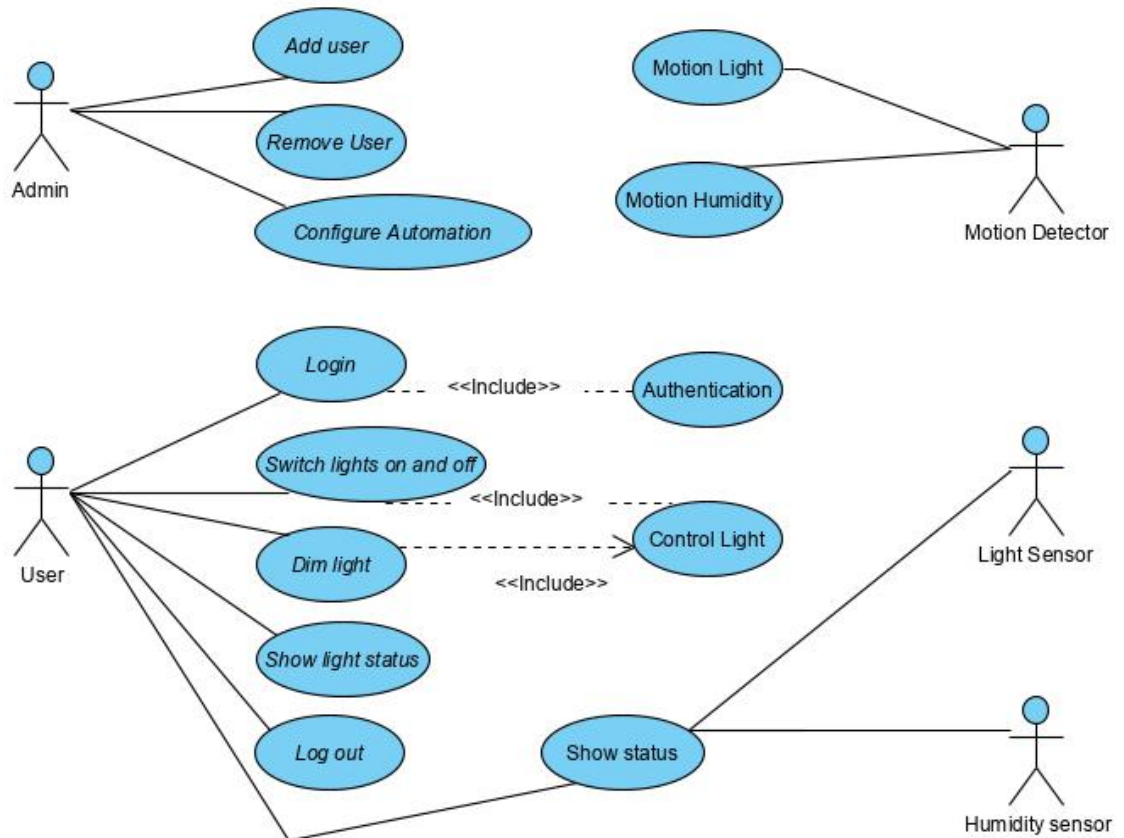 Add user
Motion Light
Remove User
Admin
Motion Humidity
Configure Automation
Motion Detector
Login
<<Include>>
Authentication
Switch lights on and off
<<Include>>
Control Light
Light Sensor
User
Dim light
<<Include>>
Show light status
Log out
Show status
Humidity sensor